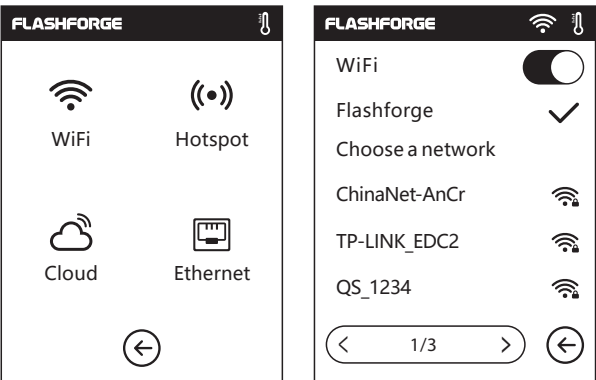 FLASHFORGE
WiFi Hotspot
Cloud Ethernet
FLASHFORGE
WiFi
Flashforge
Choose a network
ChinaNet-AnCr
TP-LINK_EDC2
QS_1234
1/3